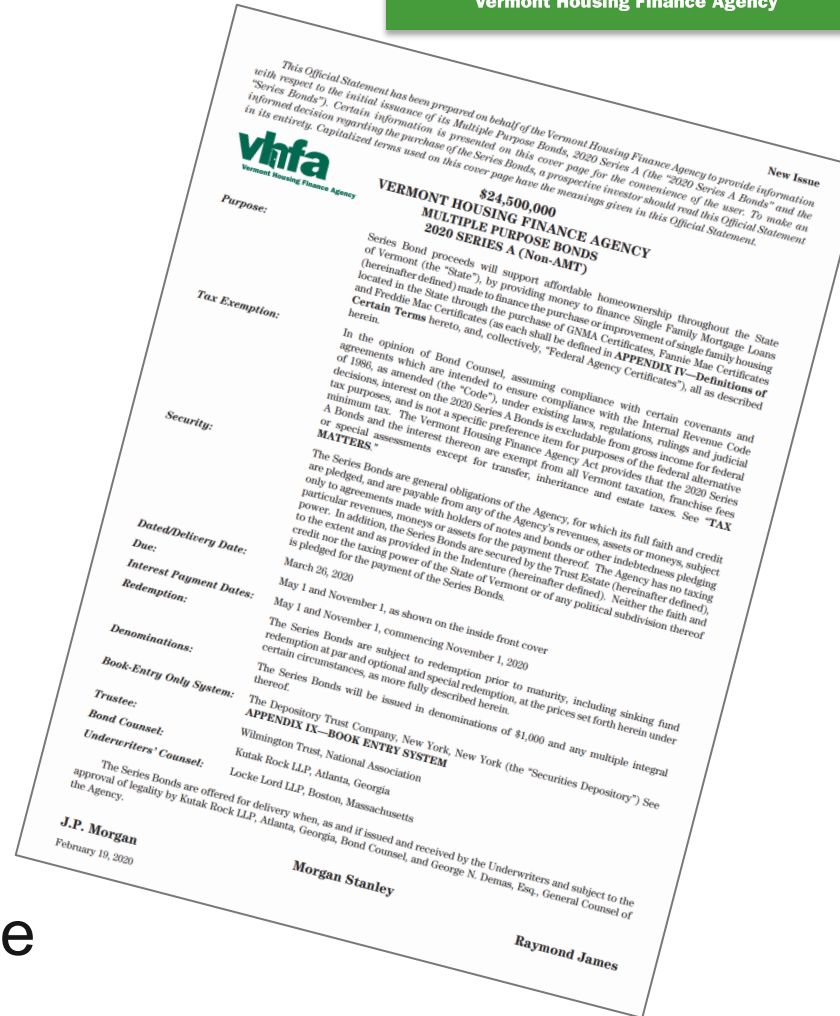 Vermont Housing Finance Agency
New Issue
This Official Statement has been prepared on behalf of the Vermont Housing Finance Agency to provide information
with respect to the initial issuance of its Multiple Purpose Bonds, 2020 Series A (the "2020 Series A Bonds" and the
"Series Bonds"). Certain information is presented on this cover page for the convenience of the user. To make an
informed decision regarding the purchase of the Series Bonds, a prospective investor should read this Official Statement
in its entirety. Capitalized terms used on this cover page have the meanings given in this Official Statement.
vhfa
Vermont Housing Finance Agency
$24,500,000
VERMONT HOUSING FINANCE AGENCY
MULTIPLE PURPOSE BONDS
2020 SERIES A (Non-AMT)
Purpose:
Series Bond proceeds will support affordable homeownership throughout the State
of Vermont (the "State"), by providing money to finance Single Family Mortgage Loans
(hereinafter defined) made to finance the purchase or improvement of single family housing
located in the State through the purchase of GNMA Certificates, Fannie Mae Certificates
and Freddie Mac Certificates (as each shall be defined in APPENDIX IV—Definitions of
Certain Terms hereto, and, collectively, "Federal Agency Certificates"), all as described
herein.
Tax Exemption:
In the opinion of Bond Counsel, assuming compliance with certain covenants and
agreements which are intended to ensure compliance with the Internal Revenue Code
of 1986, as amended (the "Code"), under existing laws, regulations, rulings and judicial
decisions, interest on the 2020 Series A Bonds is excludable from gross income for federal
tax purposes, and is not a specific preference item for purposes of the federal alternative
minimum tax. The Vermont Housing Finance Agency Act provides that the 2020 Series
A Bonds and the interest thereon are exempt from all Vermont taxation, franchise fees
or special assessments except for transfer, inheritance and estate taxes. See "TAX
MATTERS."
Security:
The Series Bonds are general obligations of the Agency, for which its full faith and credit
are pledged, and are payable from any of the Agency's revenues, assets or moneys, subject
only to agreements made with holders of notes and bonds or other indebtedness pledging
particular revenues, moneys or assets for the payment thereof. The Agency has no taxing
power. In addition, the Series Bonds are secured by the Trust Estate (hereinafter defined),
to the extent and as provided in the Indenture (hereinafter defined). Neither the faith and
credit nor the taxing power of the State of Vermont or of any political subdivision thereof
is pledged for the payment of the Series Bonds.
Dated/Delivery Date:
March 26, 2020
Due:
May 1 and November 1, as shown on the inside front cover
Interest Payment Dates:
May 1 and November 1, commencing November 1, 2020
Redemption:
The Series Bonds are subject to redemption prior to maturity, including sinking fund
redemption at par and optional and special redemption, at the prices set forth herein under
certain circumstances, as more fully described herein.
Denominations:
The Series Bonds will be issued in denominations of $1,000 and any multiple integral
thereof.
Book-Entry Only System:
The Depository Trust Company, New York, New York (the "Securities Depository") See
APPENDIX IX—BOOK ENTRY SYSTEM
Trustee:
Wilmington Trust, National Association
Bond Counsel:
Kutak Rock LLP, Atlanta, Georgia
Underwriters' Counsel:
Locke Lord LLP, Boston, Massachusetts
The Series Bonds are offered for delivery when, as and if issued and received by the Underwriters and subject to the
approval of legality by Kutak Rock LLP, Atlanta, Georgia, Bond Counsel, and George N. Demas, Esq., General Counsel of
the Agency.
J.P. Morgan
Morgan Stanley
Raymond James
February 19, 2020
e